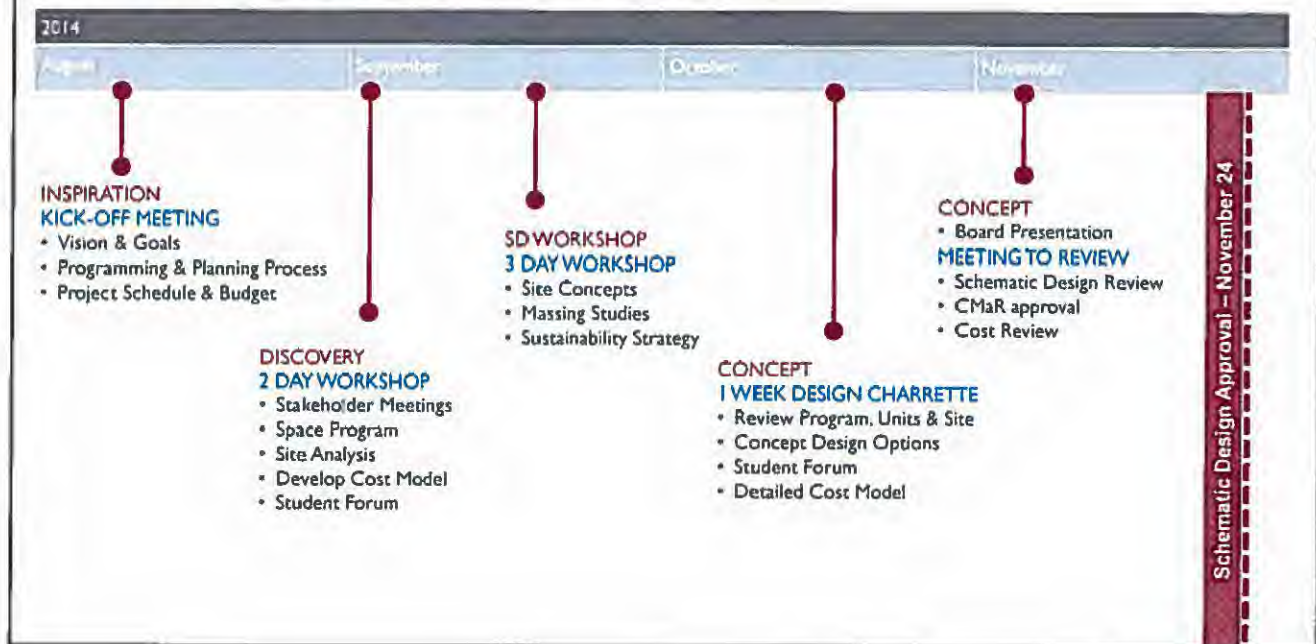 2014
August
September
October
November
INSPIRATION
KICK-OFF MEETING
• Vision & Goals
• Programming & Planning Process
• Project Schedule & Budget
DISCOVERY
2 DAY WORKSHOP
• Stakeholder Meetings
• Space Program
• Site Analysis
• Develop Cost Model
• Student Forum
SD WORKSHOP
3 DAY WORKSHOP
• Site Concepts
• Massing Studies
• Sustainability Strategy
CONCEPT
1 WEEK DESIGN CHARRETTE
• Review Program, Units & Site
• Concept Design Options
• Student Forum
• Detailed Cost Model
CONCEPT
• Board Presentation
MEETING TO REVIEW
• Schematic Design Review
• CMaR approval
• Cost Review
Schematic Design Approval – November 24